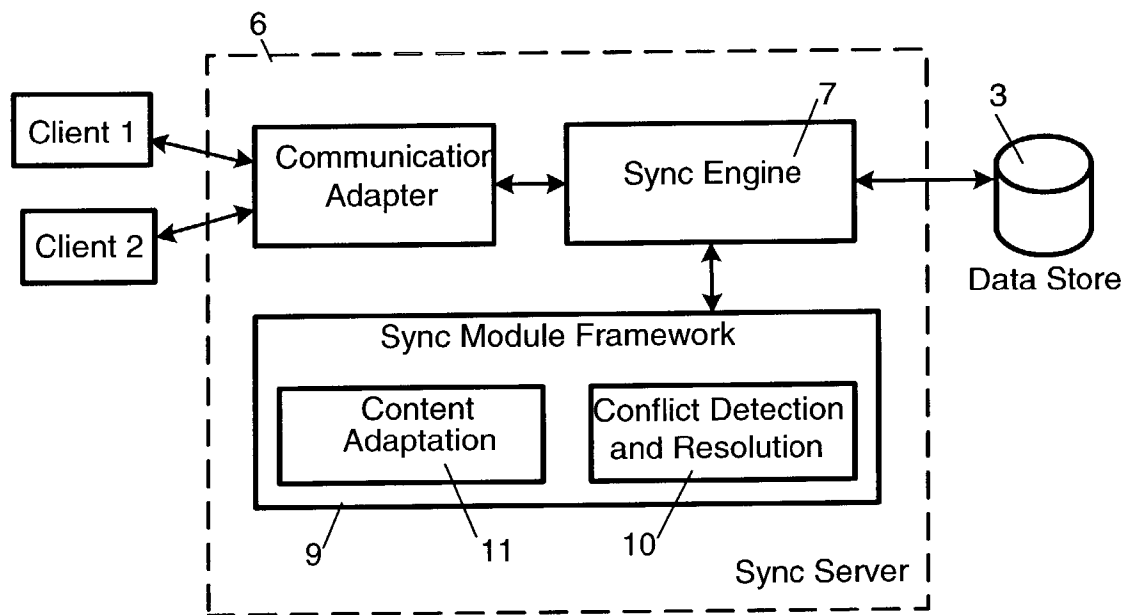 6
7
3
Client 1
Communication
Adapter
Sync Engine
Client 2
Data Store
Sync Module Framework
Content
Adaptation
Conflict Detection
and Resolution
9
11
10
Sync Server